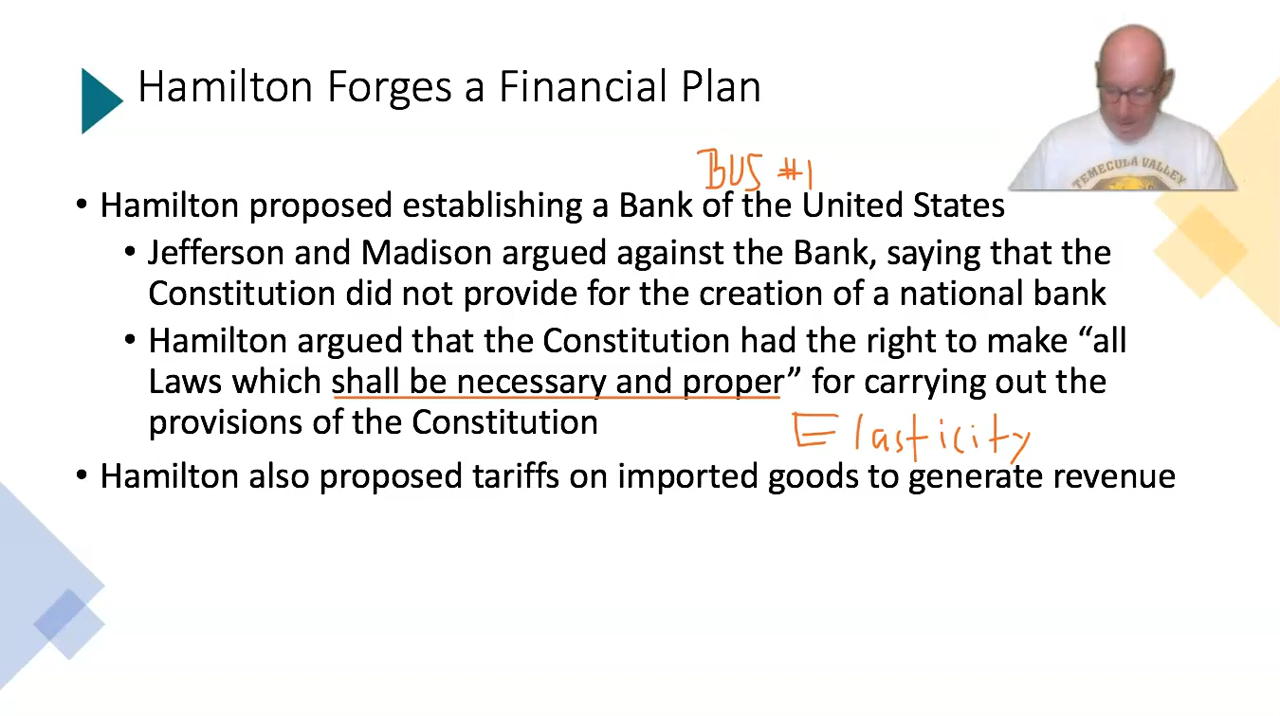 Hamilton Forges a Financial Plan
TEMECULA VALLEY
BUS #1
• Hamilton proposed establishing a Bank of the United States
• Jefferson and Madison argued against the Bank, saying that the
Constitution did not provide for the creation of a national bank
• Hamilton argued that the Constitution had the right to make “all
Laws which shall be necessary and proper” for carrying out the
provisions of the Constitution
Elasticity
• Hamilton also proposed tariffs on imported goods to generate revenue